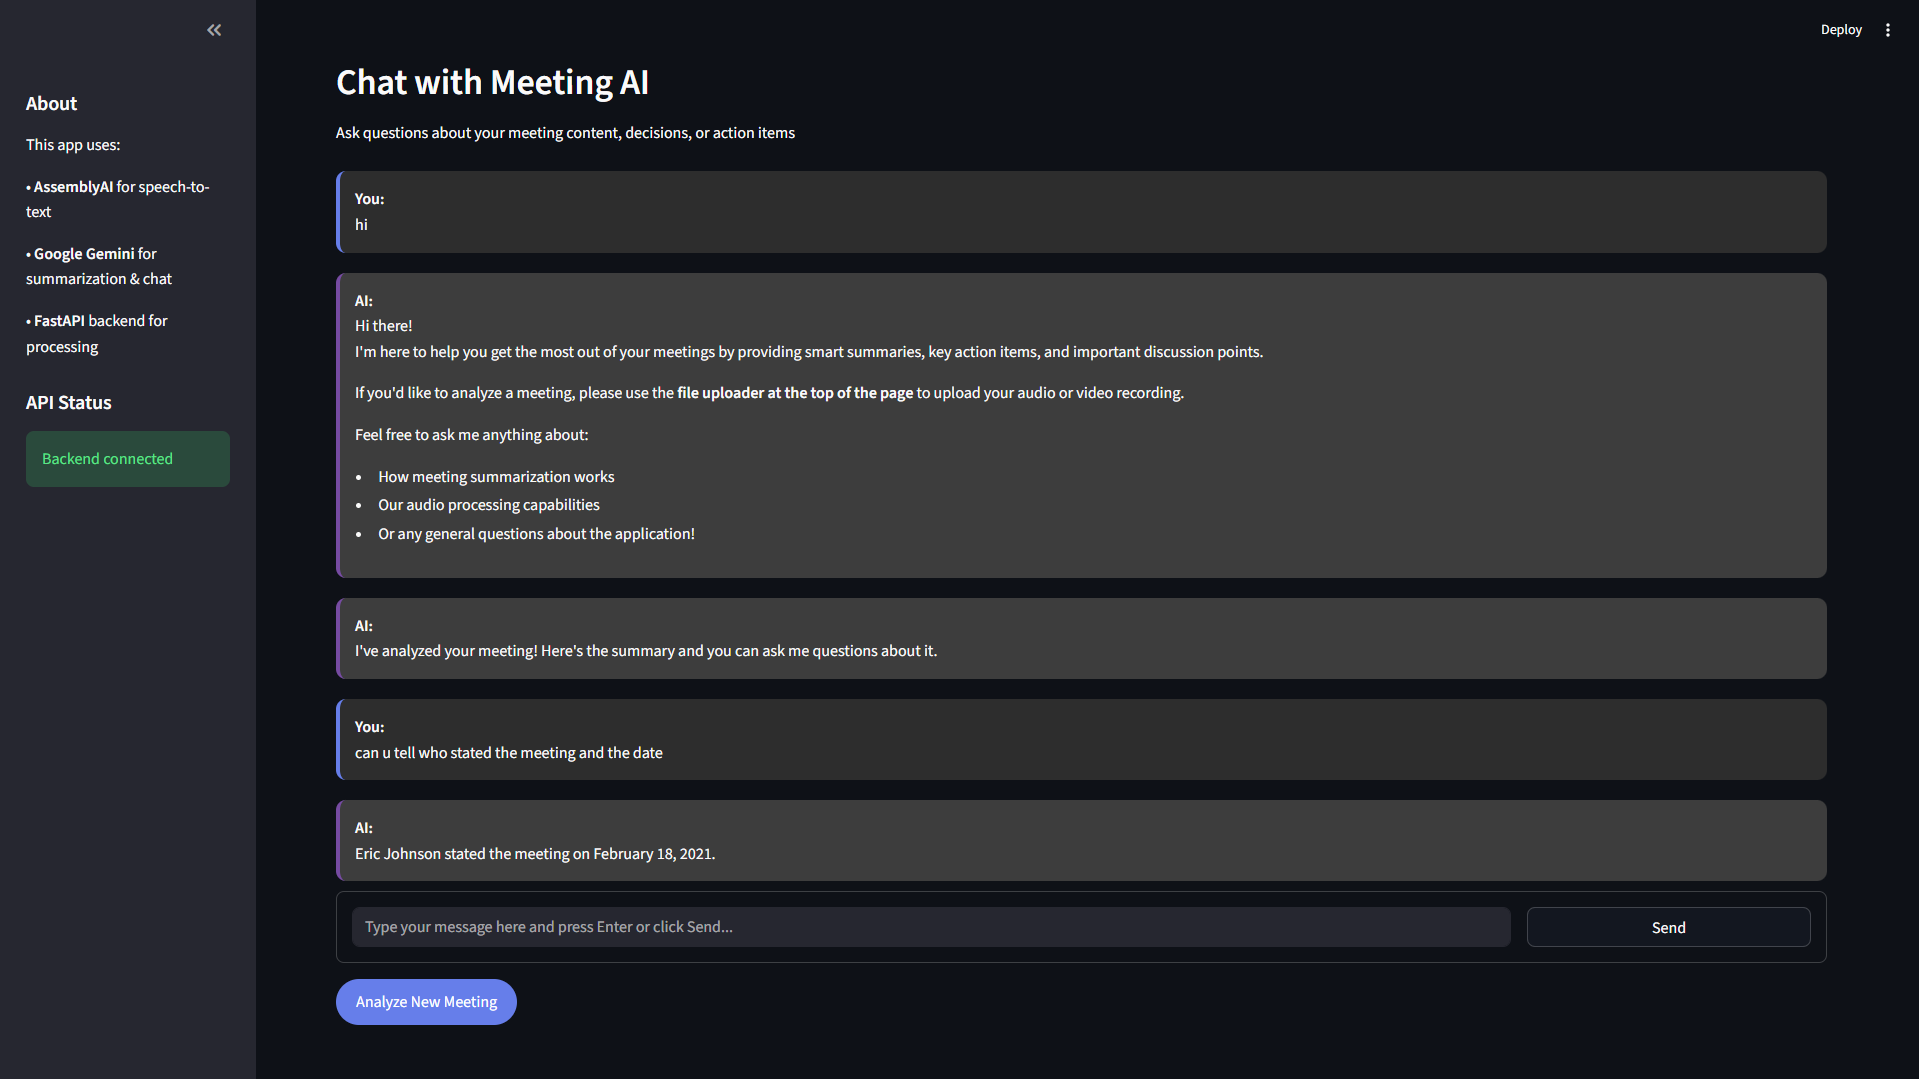 Deploy
About
This app uses:
• AssemblyAI for speech-to-
text
• Google Gemini for
summarization & chat
• FastAPI backend for
processing
API Status
Backend connected
Chat with Meeting AI
Ask questions about your meeting content, decisions, or action items
You:
hi
AI:
Hi there!
I'm here to help you get the most out of your meetings by providing smart summaries, key action items, and important discussion points.
If you'd like to analyze a meeting, please use the file uploader at the top of the page to upload your audio or video recording.
Feel free to ask me anything about:
• How meeting summarization works
• Our audio processing capabilities
• Or any general questions about the application!
AI:
I've analyzed your meeting! Here's the summary and you can ask me questions about it.
You:
can u tell who stated the meeting and the date
AI:
Eric Johnson stated the meeting on February 18, 2021.
Type your message here and press Enter or click Send...
Send
Analyze New Meeting